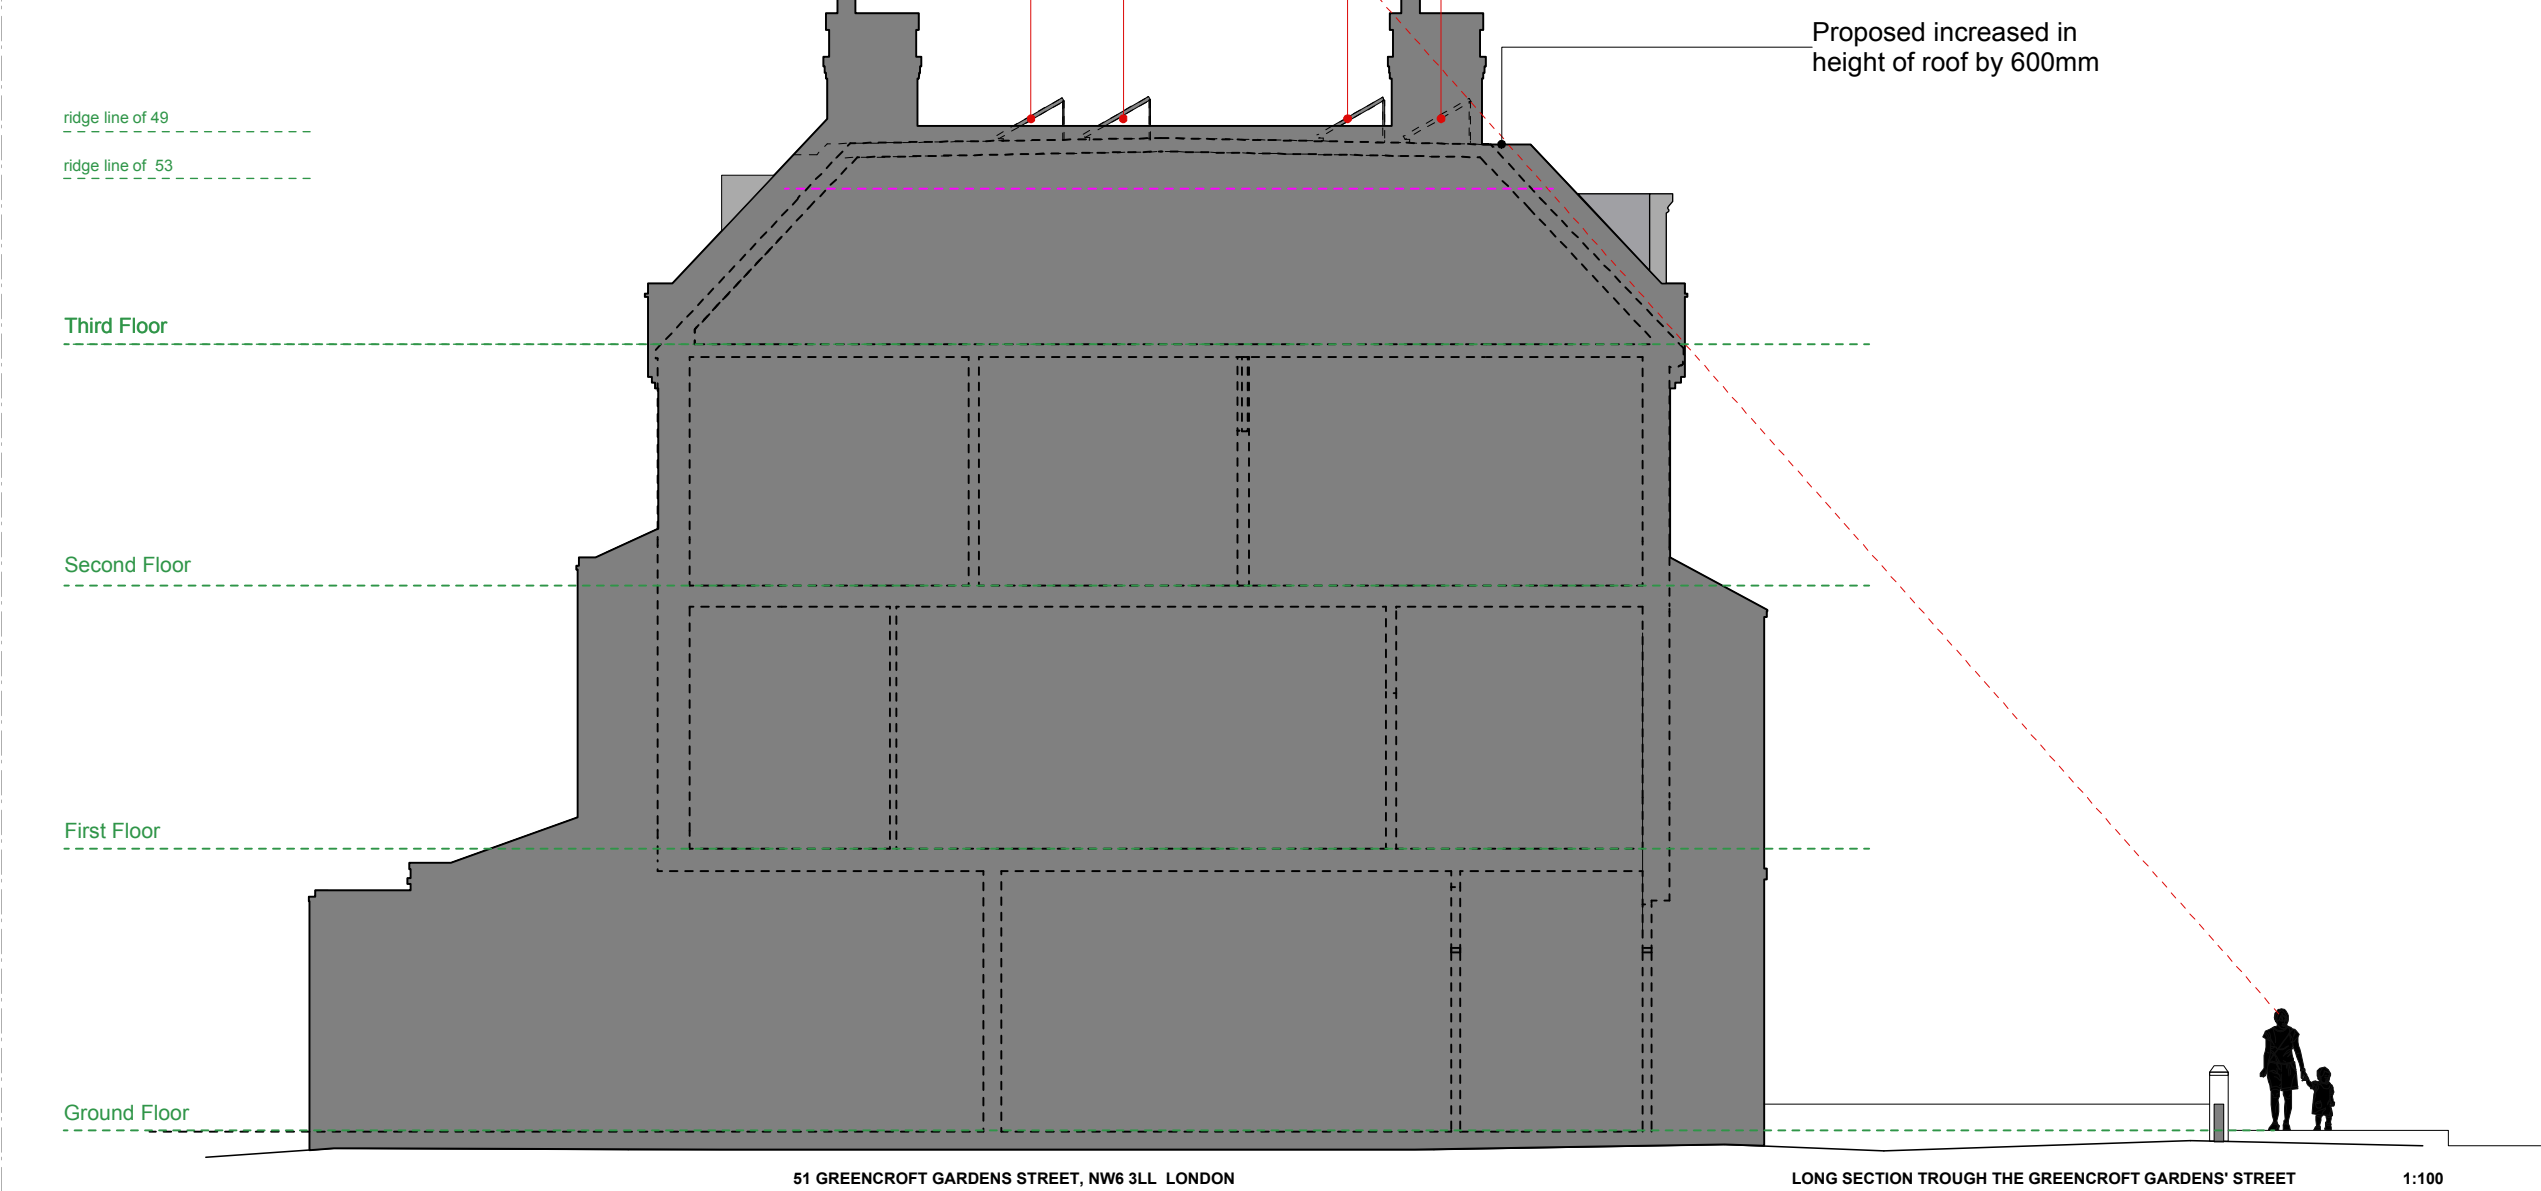 Proposed increased in
height of roof by 600mm
ridge line of 49
ridge line of 53
Third Floor
Second Floor
First Floor
Ground Floor
51 GREENCROFT GARDENS STREET, NW6 3LL LONDON
LONG SECTION TROUGH THE GREENCROFT GARDENS' STREET
1:100